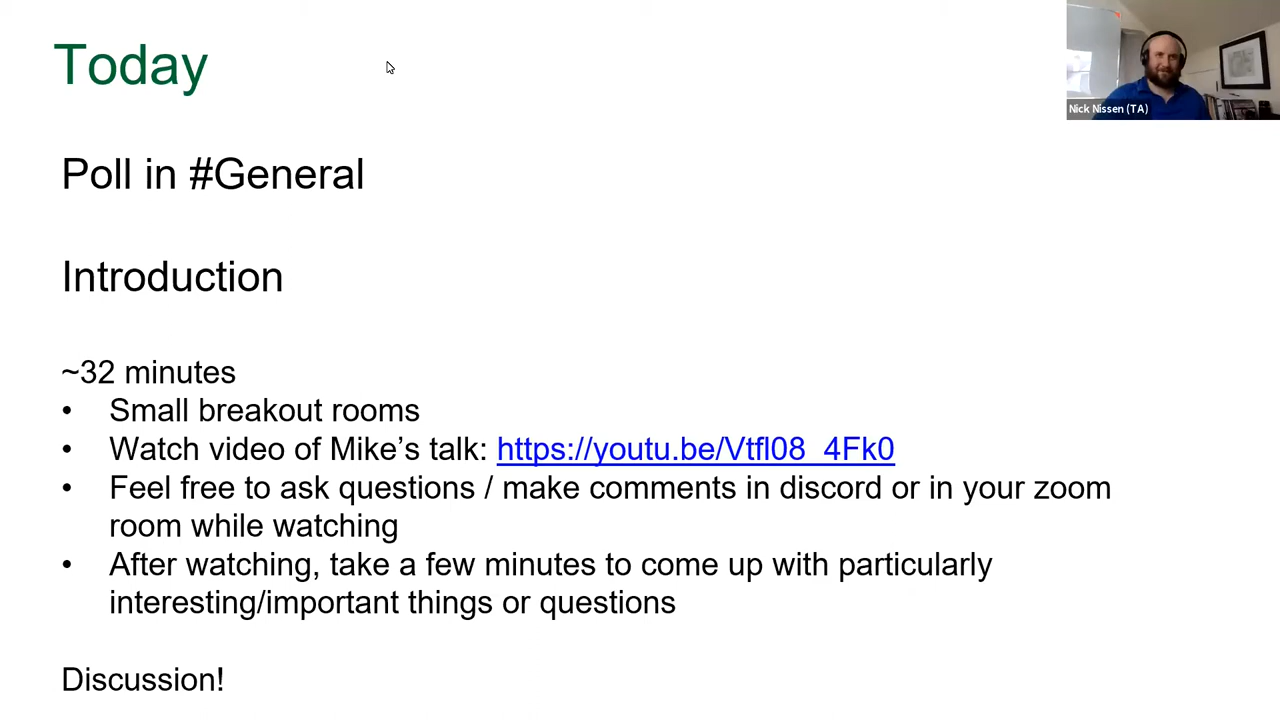 Today
Nick Nissen (TA)
Poll in #General
Introduction
~32 minutes
• Small breakout rooms
• Watch video of Mike’s talk: https://youtu.be/Vtfl08_4Fk0
• Feel free to ask questions / make comments in discord or in your zoom
room while watching
• After watching, take a few minutes to come up with particularly
interesting/important things or questions
Discussion!